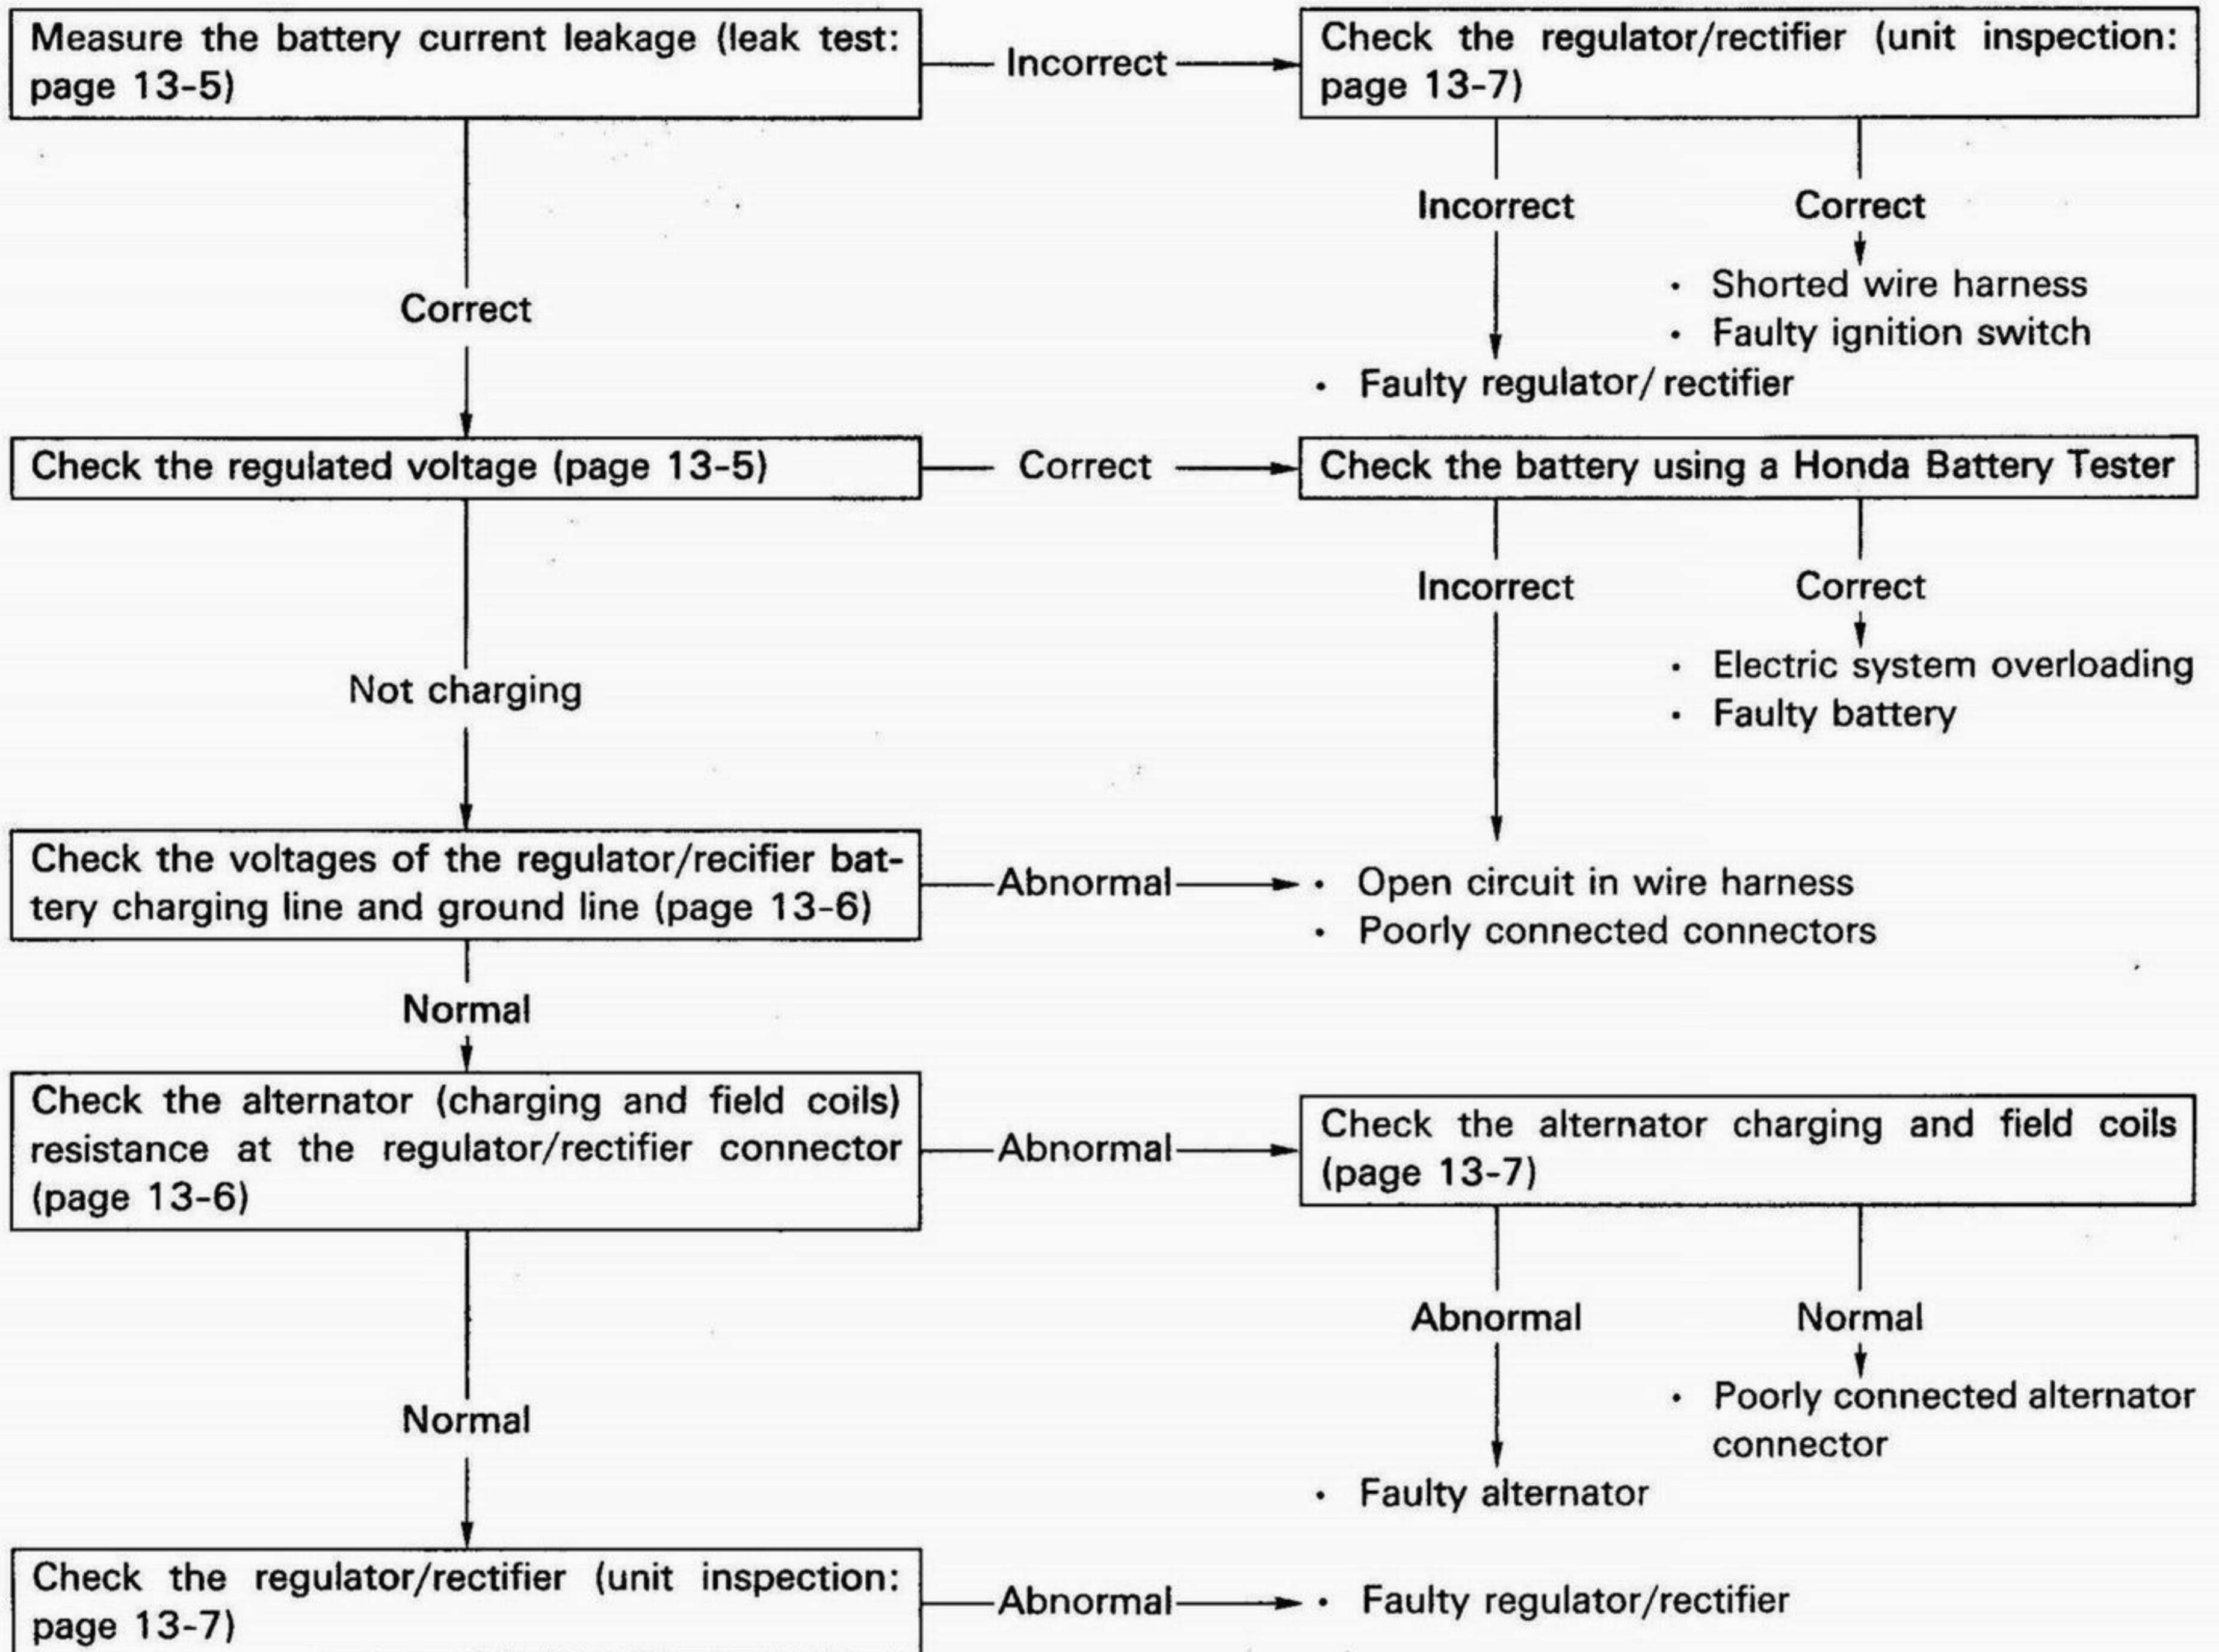 Measure the battery current leakage (leak test:
page 13-5)
Incorrect
Check the regulator/rectifier (unit inspection:
page 13-7)
Incorrect
Correct
• Shorted wire harness
• Faulty ignition switch
Correct
• Faulty regulator/ rectifier
Check the regulated voltage (page 13-5)
Correct
Check the battery using a Honda Battery Tester
Incorrect
Correct
• Electric system overloading
• Faulty battery
Not charging
Check the voltages of the regulator/recifier bat-
tery charging line and ground line (page 13-6)
Abnormal
• Open circuit in wire harness
• Poorly connected connectors
Normal
Check the alternator (charging and field coils)
resistance at the regulator/rectifier connector
(page 13-6)
Abnormal
Check the alternator charging and field coils
(page 13-7)
Abnormal
Normal
• Poorly connected alternator
connector
Normal
• Faulty alternator
Check the regulator/rectifier (unit inspection:
page 13-7)
Abnormal
• Faulty regulator/rectifier